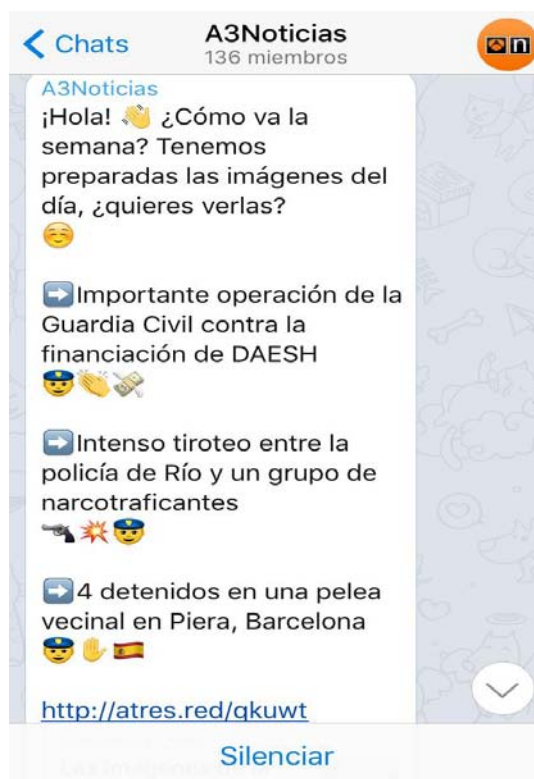 Chats
A3Noticias
136 miembros
n
A3Noticias
¡Hola! 👋 ¿Cómo va la
semana? Tenemos
preparadas las imágenes del
día, ¿quieres verlas?
☺️
➡️Importante operación de la
Guardia Civil contra la
financiación de DAESH
👮👏💸
➡️Intenso tiroteo entre la
policía de Río y un grupo de
narcotraficantes
🔫💥👮
➡️4 detenidos en una pelea
vecinal en Piera, Barcelona
👮✋🇪🇸
http://atres.red/qkuwt
Silenciar